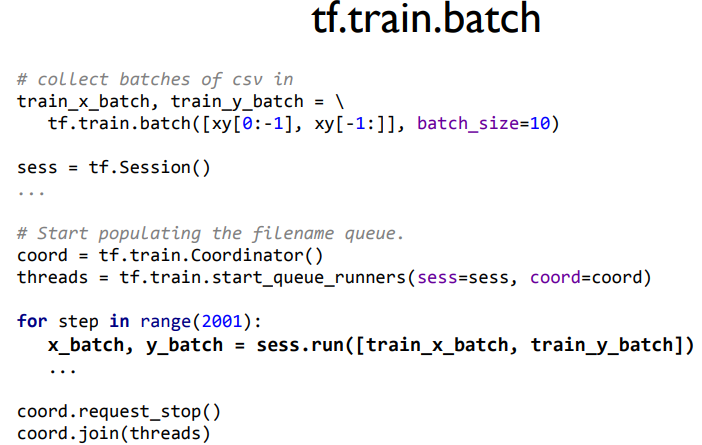 tf.train.batch
# collect batches of csv in
train_x_batch, train_y_batch = \
tf.train.batch([xy[0:-1], xy[-1:]], batch_size=10)
sess = tf.Session()
...
# Start populating the filename queue.
coord = tf.train.Coordinator()
threads = tf.train.start_queue_runners(sess=sess, coord=coord)
for step in range(2001):
x_batch, y_batch = sess.run([train_x_batch, train_y_batch])
...
coord.request_stop()
coord.join(threads)